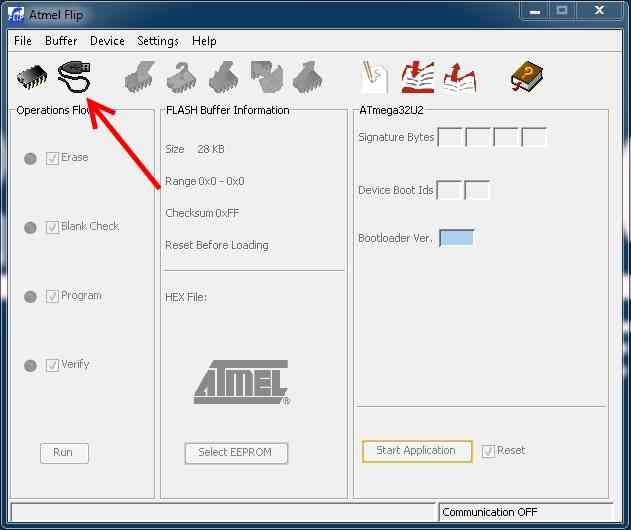 FLIP
Atmel Flip
File Buffer Device Settings Help
Operations Flow
Erase
Blank Check
Program
Verify
Run
FLASH Buffer Information
Size 28 KB
Range 0x0 - 0x0
Checksum 0xFF
Reset Before Loading
HEX File:
ATMEL®
Select EEPROM
ATmega32U2
Signature Bytes
Device Boot Ids
Bootloader Ver.
Start Application
Reset
Communication OFF